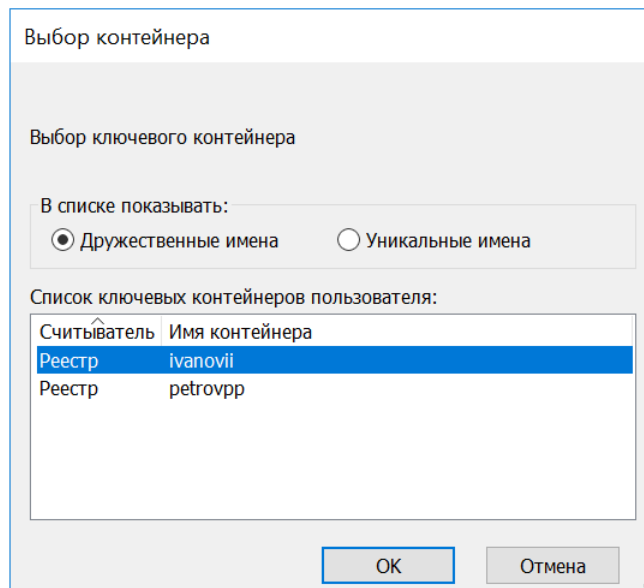 Выбор контейнера
Выбор ключевого контейнера
В списке показывать:
Дружественные имена Уникальные имена
Список ключевых контейнеров пользователя:
Считыватель Имя контейнера
Реестр ivanovii
Реестр petrovpp
ОК Отмена